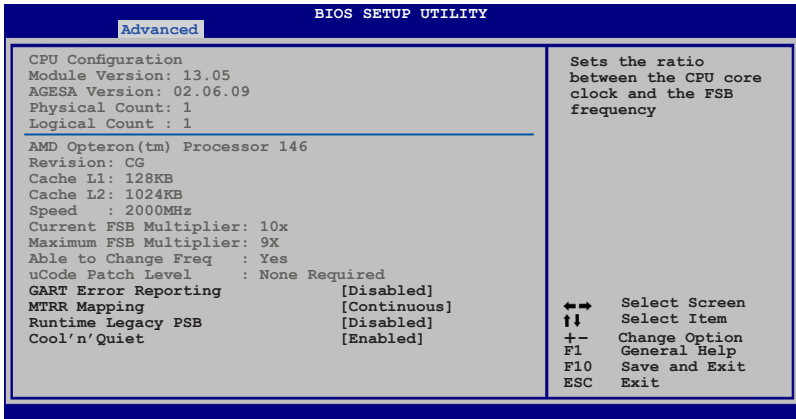 BIOS SETUP UTILITY
Advanced
CPU Configuration
Module Version: 13.05
AGESA Version: 02.06.09
Physical Count: 1
Logical Count : 1
AMD Opteron(tm) Processor 146
Revision: CG
Cache L1: 128KB
Cache L2: 1024KB
Speed : 2000MHz
Current FSB Multiplier: 10x
Maximum FSB Multiplier: 9X
Able to Change Freq : Yes
uCode Patch Level : None Required
GART Error Reporting [Disabled]
MTRR Mapping [Continuous]
Runtime Legacy PSB [Disabled]
Cool'n'Quiet [Enabled]
Sets the ratio
between the CPU core
clock and the FSB
frequency
←→ Select Screen
↑↓ Select Item
+- Change Option
F1 General Help
F10 Save and Exit
ESC Exit